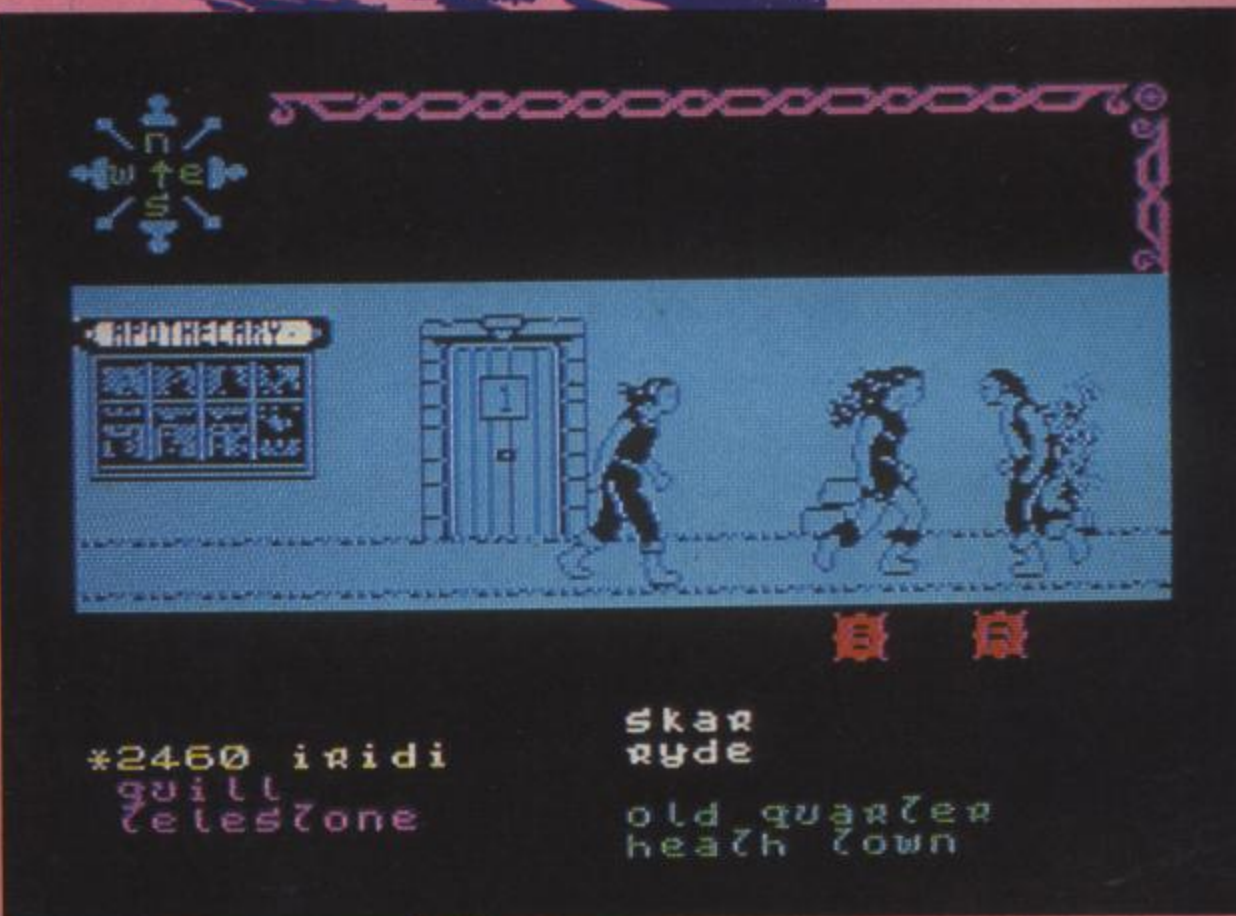 n
w e
s
APOTHECARY
1
*2460 iridi
quill
telestone
skar
ryde
old quarter
heath town